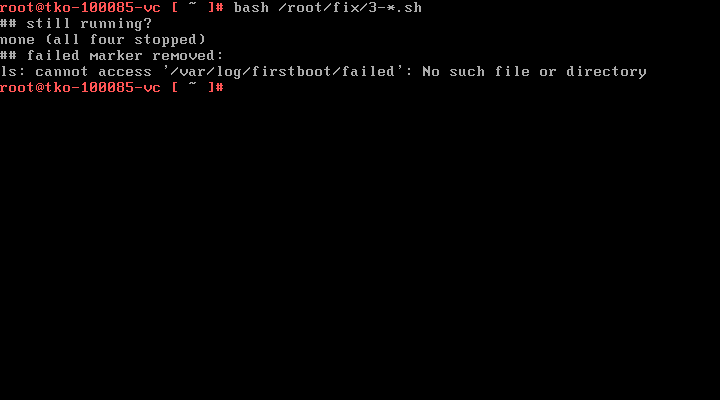 root@tko-100085-vc [ ~ ]# bash /root/fix/3-*.sh
## still running?
none (all four stopped)
## failed marker removed:
ls: cannot access '/var/log/firstboot/failed': No such file or directory
root@tko-100085-vc [ ~ ]#